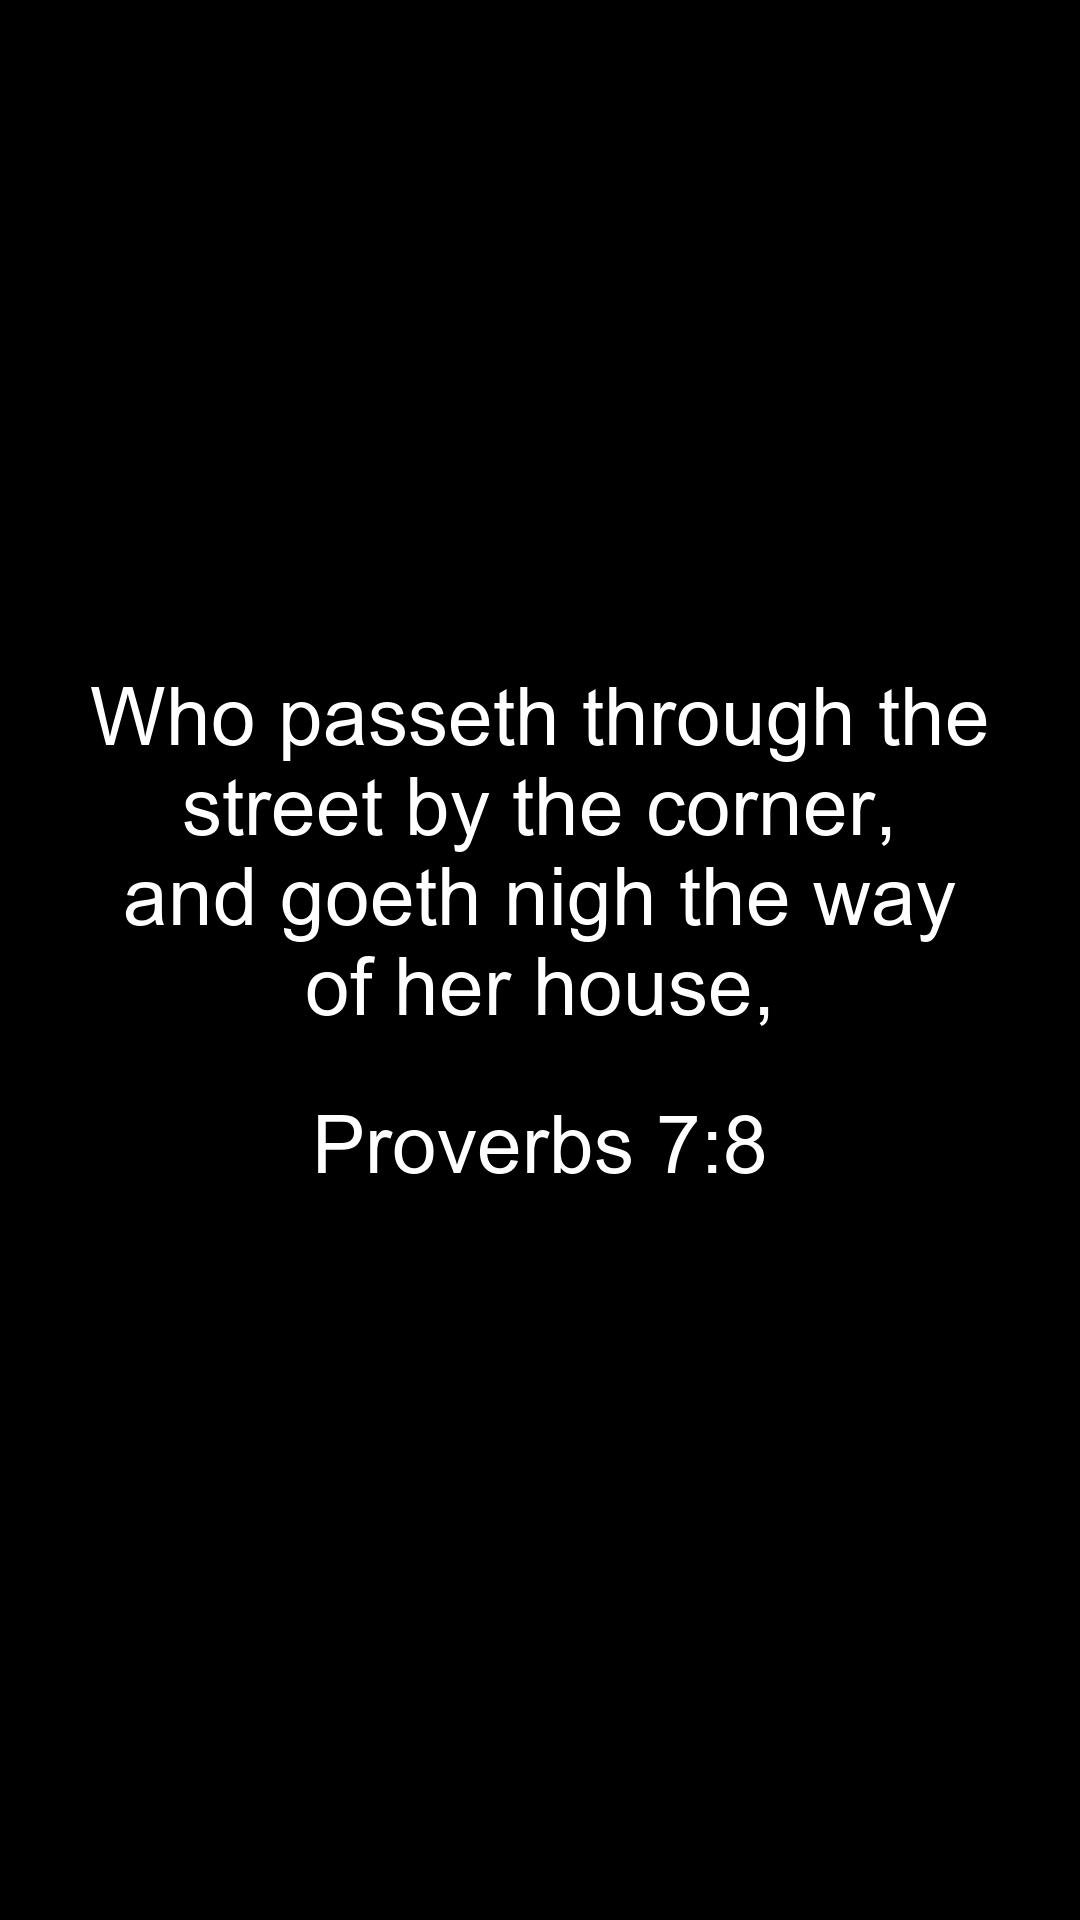 Who passeth through the
street by the corner,
and goeth nigh the way
of her house,
Proverbs 7:8